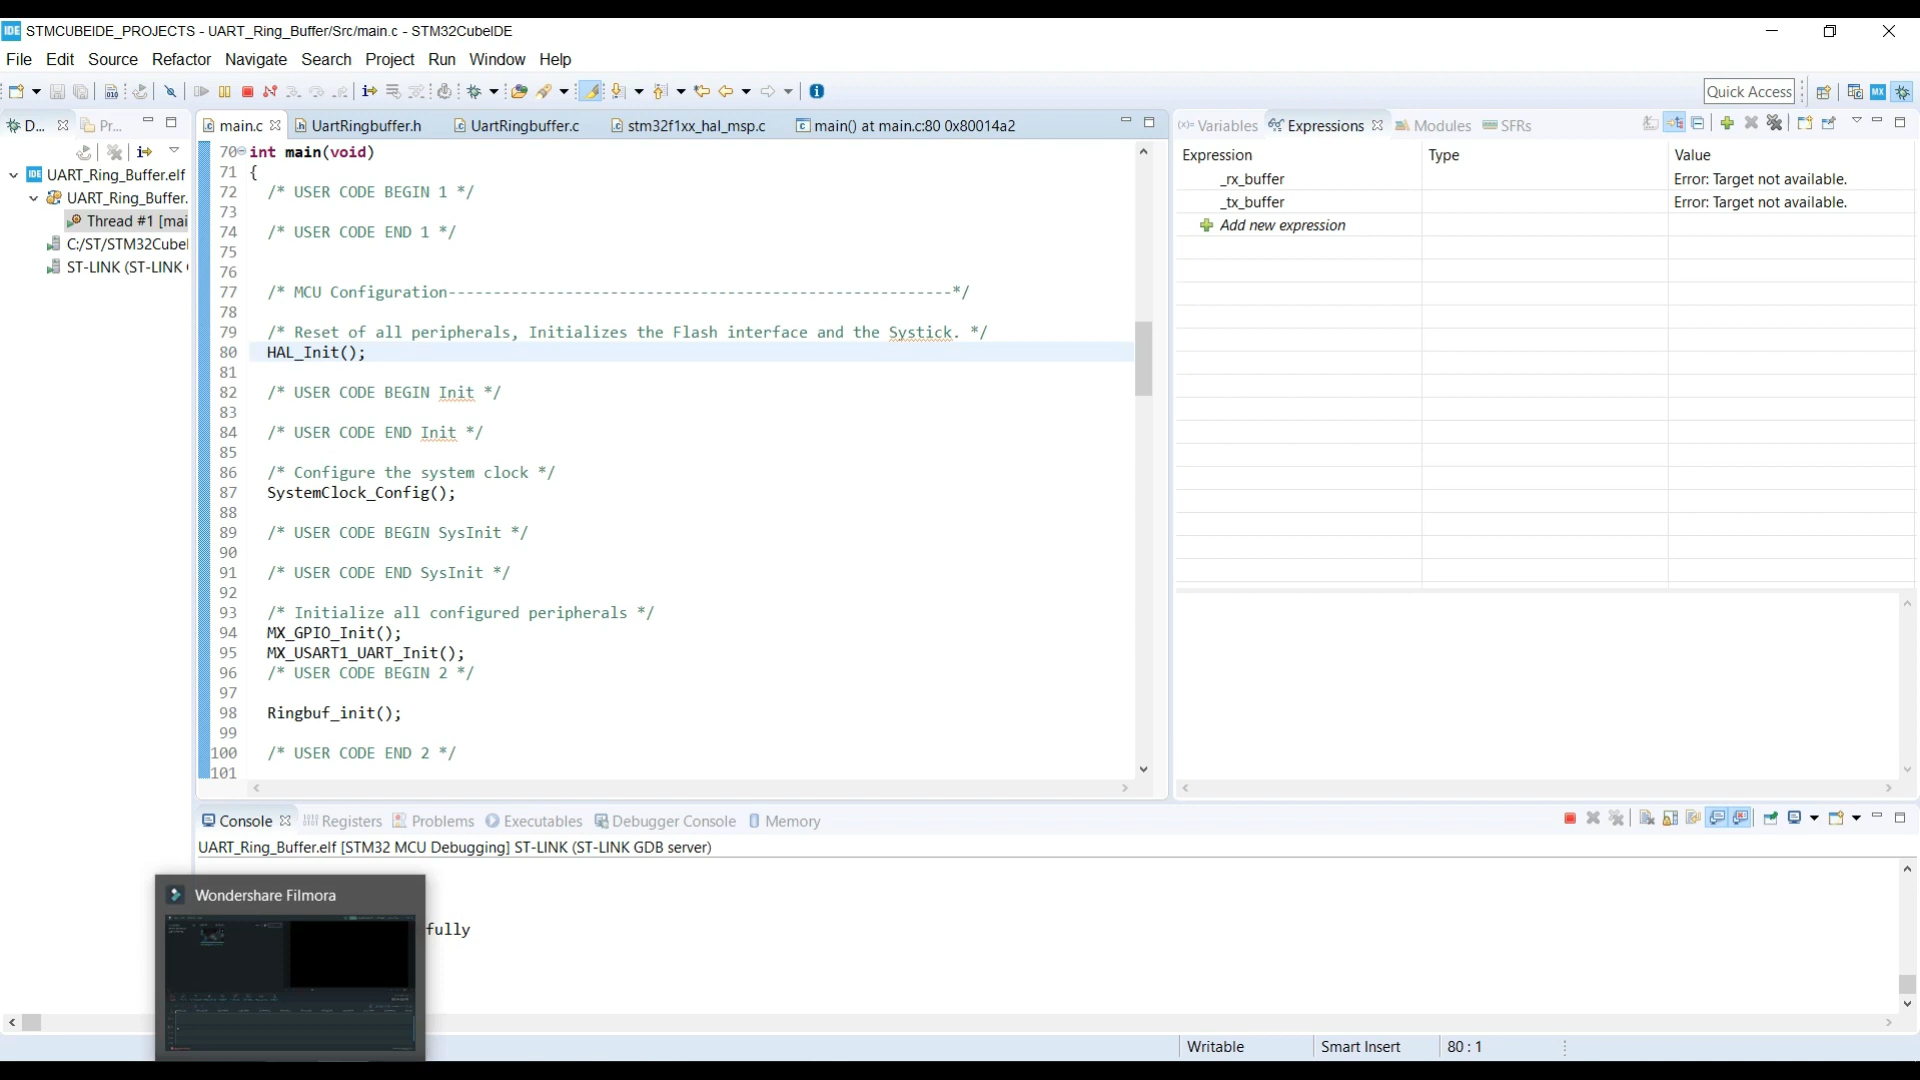 STMCUBEIDE_PROJECTS - UART_Ring_Buffer/Src/main.c - STM32CubeIDE
File Edit Source Refactor Navigate Search Project Run Window Help
Quick Access
D... Pr...
UART_Ring_Buffer.elf
UART_Ring_Buffer.
Thread #1 [mai
C:/ST/STM32CubeI
ST-LINK (ST-LINK
main.c UartRingbuffer.h UartRingbuffer.c stm32f1xx_hal_msp.c main() at main.c:80 0x80014a2
70 int main(void)
71 {
72 /* USER CODE BEGIN 1 */
73
74 /* USER CODE END 1 */
75
76
77 /* MCU Configuration--------------------------------------------------------*/
78
79 /* Reset of all peripherals, Initializes the Flash interface and the Systick. */
80 HAL_Init();
81
82 /* USER CODE BEGIN Init */
83
84 /* USER CODE END Init */
85
86 /* Configure the system clock */
87 SystemClock_Config();
88
89 /* USER CODE BEGIN SysInit */
90
91 /* USER CODE END SysInit */
92
93 /* Initialize all configured peripherals */
94 MX_GPIO_Init();
95 MX_USART1_UART_Init();
96 /* USER CODE BEGIN 2 */
97
98 Ringbuf_init();
99
100 /* USER CODE END 2 */
101
Variables Expressions Modules SFRs
Expression Type Value
_rx_buffer Error: Target not available.
_tx_buffer Error: Target not available.
Add new expression
Console Registers Problems Executables Debugger Console Memory
UART_Ring_Buffer.elf [STM32 MCU Debugging] ST-LINK (ST-LINK GDB server)
fully
Wondershare Filmora
Writable Smart Insert 80 : 1